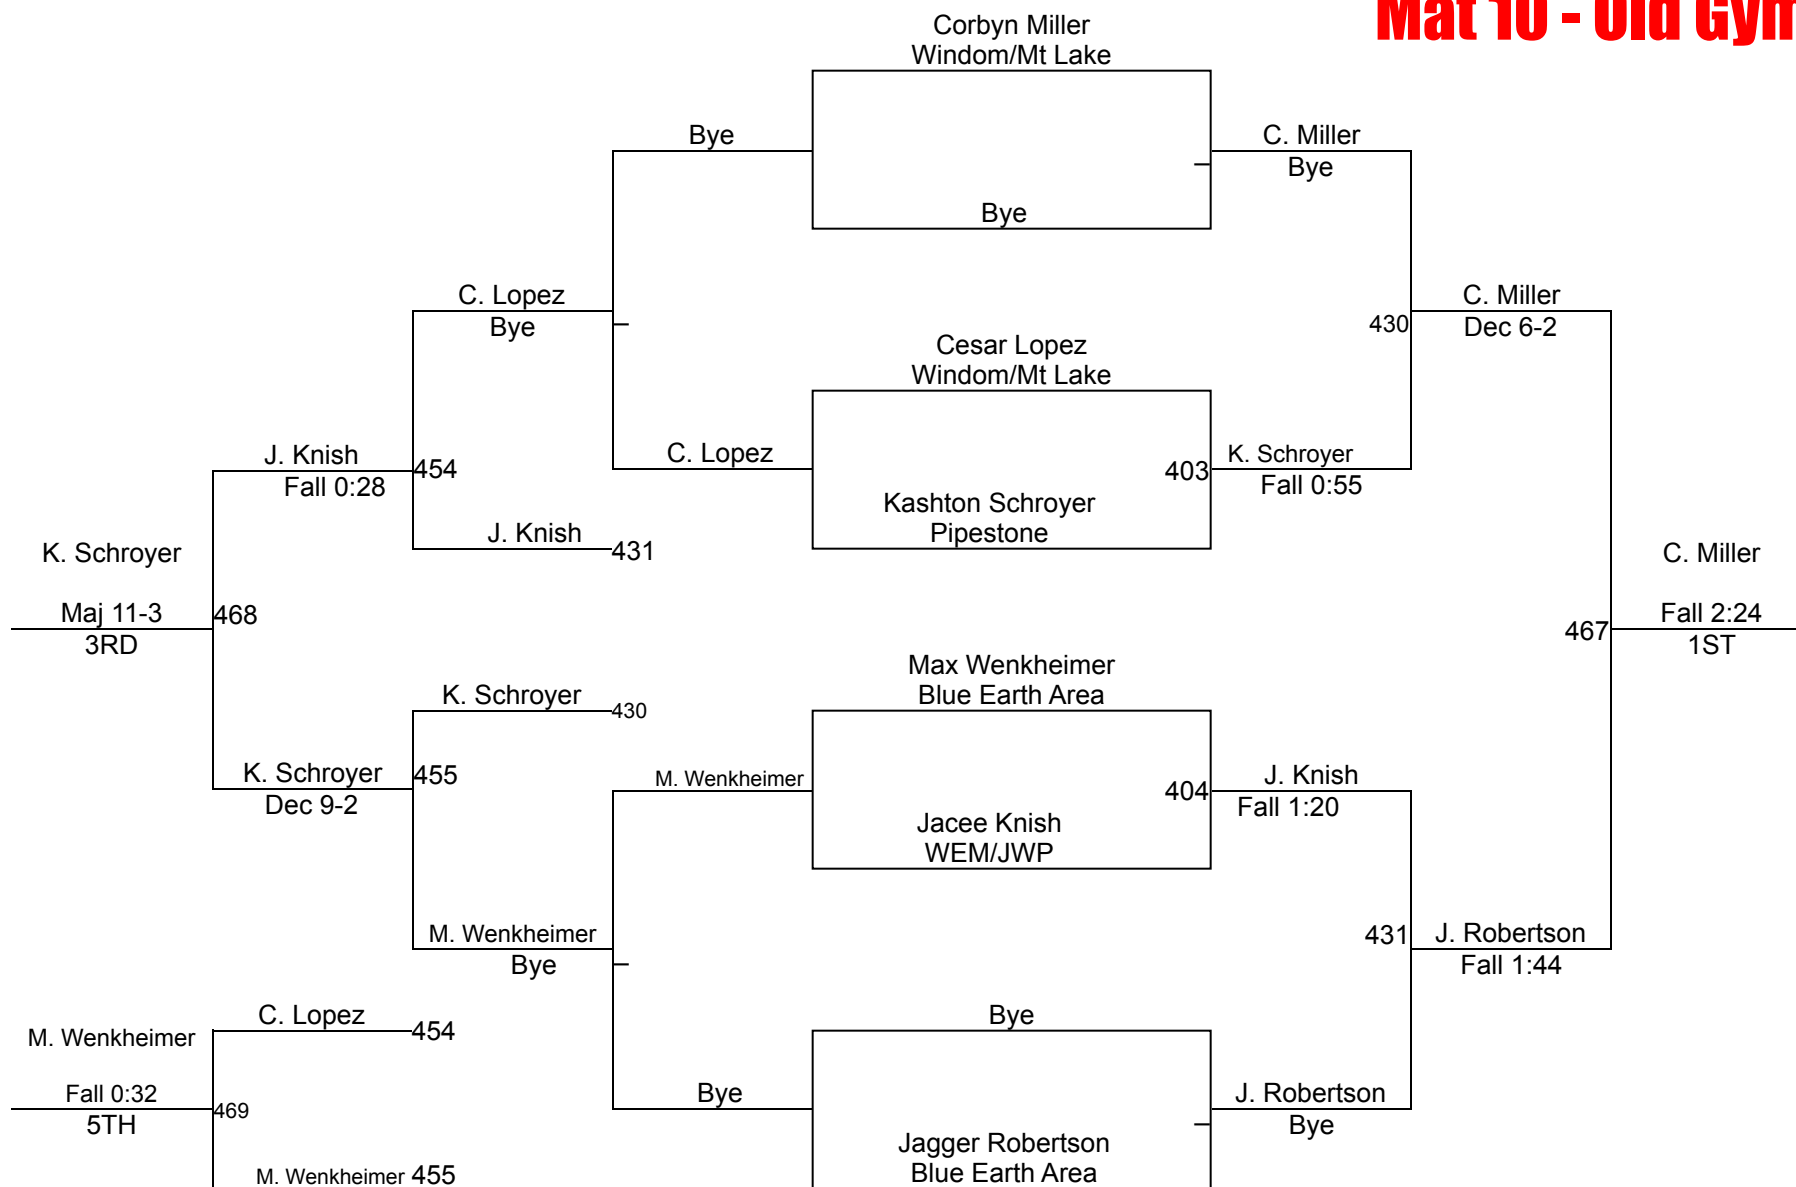 Mat 10 - Old Gym
Corbyn Miller
Windom/Mt Lake
Bye
C. Miller
Bye
Bye
C. Lopez
Bye
C. Miller
430
Dec 6-2
Cesar Lopez
Windom/Mt Lake
J. Knish
454
Fall 0:28
C. Lopez
403
K. Schroyer
Fall 0:55
Kashton Schroyer
Pipestone
J. Knish
431
K. Schroyer
C. Miller
Maj 11-3
468
3RD
Fall 2:24
467
1ST
Max Wenkheimer
Blue Earth Area
K. Schroyer
430
K. Schroyer
455
Dec 9-2
M. Wenkheimer
404
J. Knish
Fall 1:20
Jacee Knish
WEM/JWP
M. Wenkheimer
Bye
431
J. Robertson
Fall 1:44
C. Lopez
454
Bye
M. Wenkheimer
Fall 0:32
469
5TH
Bye
J. Robertson
Bye
Jagger Robertson
Blue Earth Area
M. Wenkheimer
455